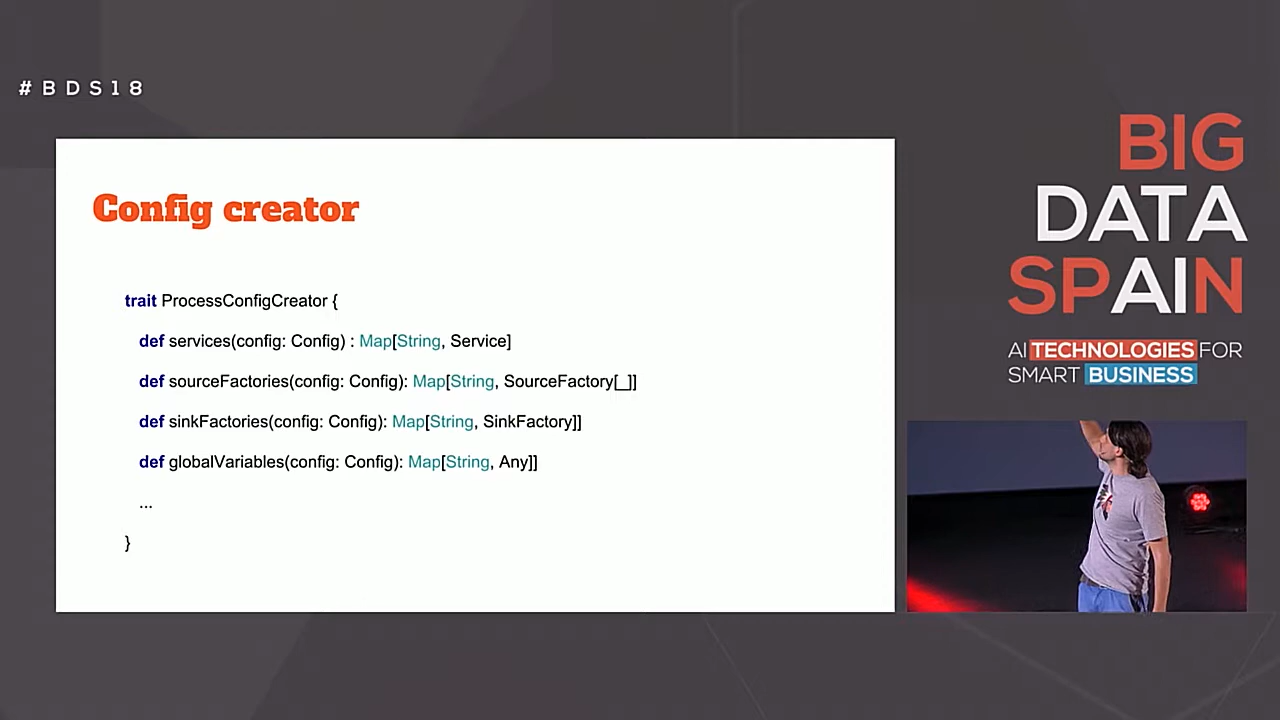 #BDS18
Config creator
trait ProcessConfigCreator {
def services(config: Config) : Map[String, Service]
def sourceFactories(config: Config): Map[String, SourceFactory[_]]
def sinkFactories(config: Config): Map[String, SinkFactory]]
def globalVariables(config: Config): Map[String, Any]]
...
}
BIG
DATA
SPAIN
AI TECHNOLOGIES FOR
SMART BUSINESS